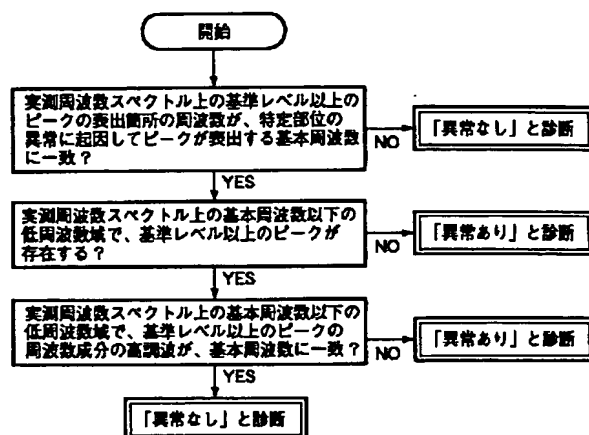 開始
実測周波数スペクトル上の基準レベル以上の
ピークの表出箇所の周波数が、特定部位の
異常に起因してピークが表出する基本周波数
に一致?
NO
「異常なし」と診断
YES
実測周波数スペクトル上の基本周波数以下の
低周波数域で、基準レベル以上のピークが
存在する?
NO
「異常あり」と診断
YES
実測周波数スペクトル上の基本周波数以下の
低周波数域で、基準レベル以上のピークの
周波数成分の高調波が、基本周波数に一致?
NO
「異常あり」と診断
YES
「異常なし」と診断